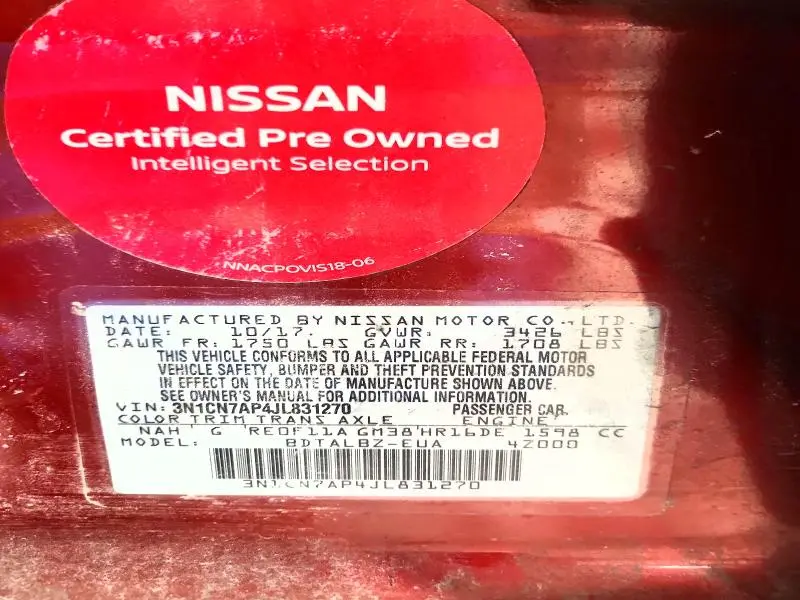 NISSAN
Certified Pre Owned
Intelligent Selection
NNACPOVIS18-06
MANUFACTURED BY NISSAN MOTOR CO., LTD.
DATE: 10/17. GVWR: 3426 LBS
GAWR FR: 1750 LBS GAWR RR: 1708 LBS
THIS VEHICLE CONFORMS TO ALL APPLICABLE FEDERAL MOTOR
VEHICLE SAFETY, BUMPER AND THEFT PREVENTION STANDARDS
IN EFFECT ON THE DATE OF MANUFACTURE SHOWN ABOVE.
SEE OWNER'S MANUAL FOR ADDITIONAL INFORMATION.
VIN: 3N1CN7AP4JL831270 PASSENGER CAR.
COLOR TRIM TRANS AXLE ENGINE
NAH G RE0F11A GM38 HR16DE 1598 CC
MODEL: BDTALBZ-EUA 4Z000
3N1CN7AP4JL831270